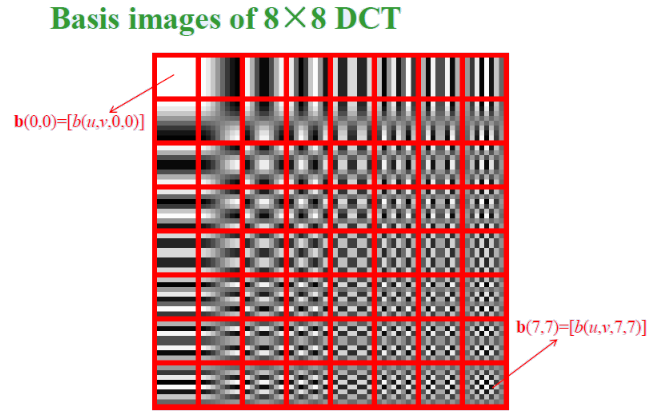 Basis images of 8×8 DCT
b(0,0)=[b(u,v,0,0)]
b(7,7)=[b(u,v,7,7)]